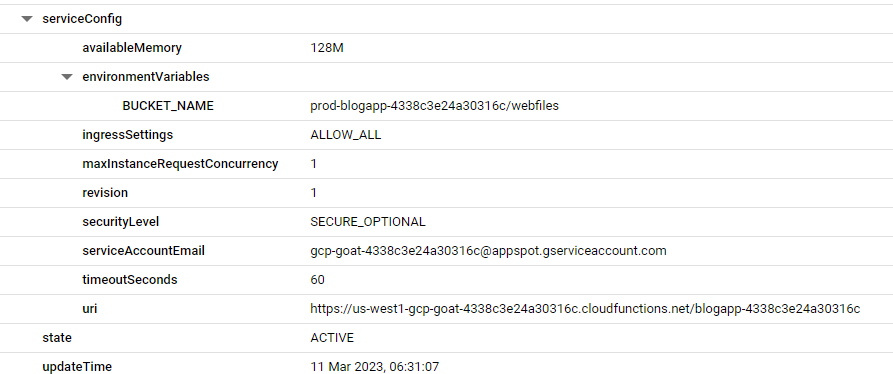 serviceConfig
availableMemory 128M
environmentVariables
BUCKET_NAME prod-blogapp-4338c3e24a30316c/webfiles
ingressSettings ALLOW_ALL
maxInstanceRequestConcurrency 1
revision 1
securityLevel SECURE_OPTIONAL
serviceAccountEmail gcp-goat-4338c3e24a30316c@appspot.gserviceaccount.com
timeoutSeconds 60
uri https://us-west1-gcp-goat-4338c3e24a30316c.cloudfunctions.net/blogapp-4338c3e24a30316c
state ACTIVE
updateTime 11 Mar 2023, 06:31:07